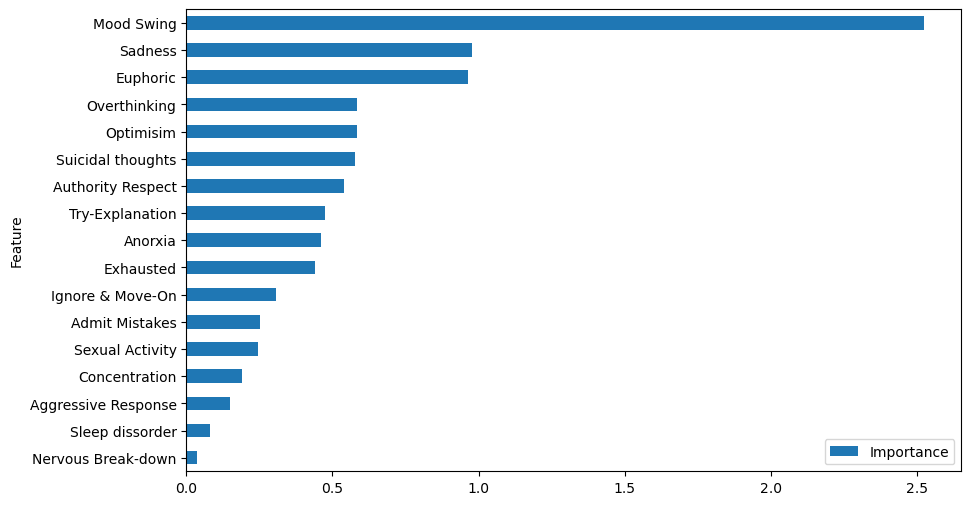 Mood Swing
Sadness
Euphoric
Overthinking
Optimisim
Suicidal thoughts
Authority Respect
Try-Explanation
Anorxia
Exhausted
Ignore & Move-On
Admit Mistakes
Sexual Activity
Concentration
Aggressive Response
Sleep dissorder
Nervous Break-down
Feature
Importance
0.0 0.5 1.0 1.5 2.0 2.5